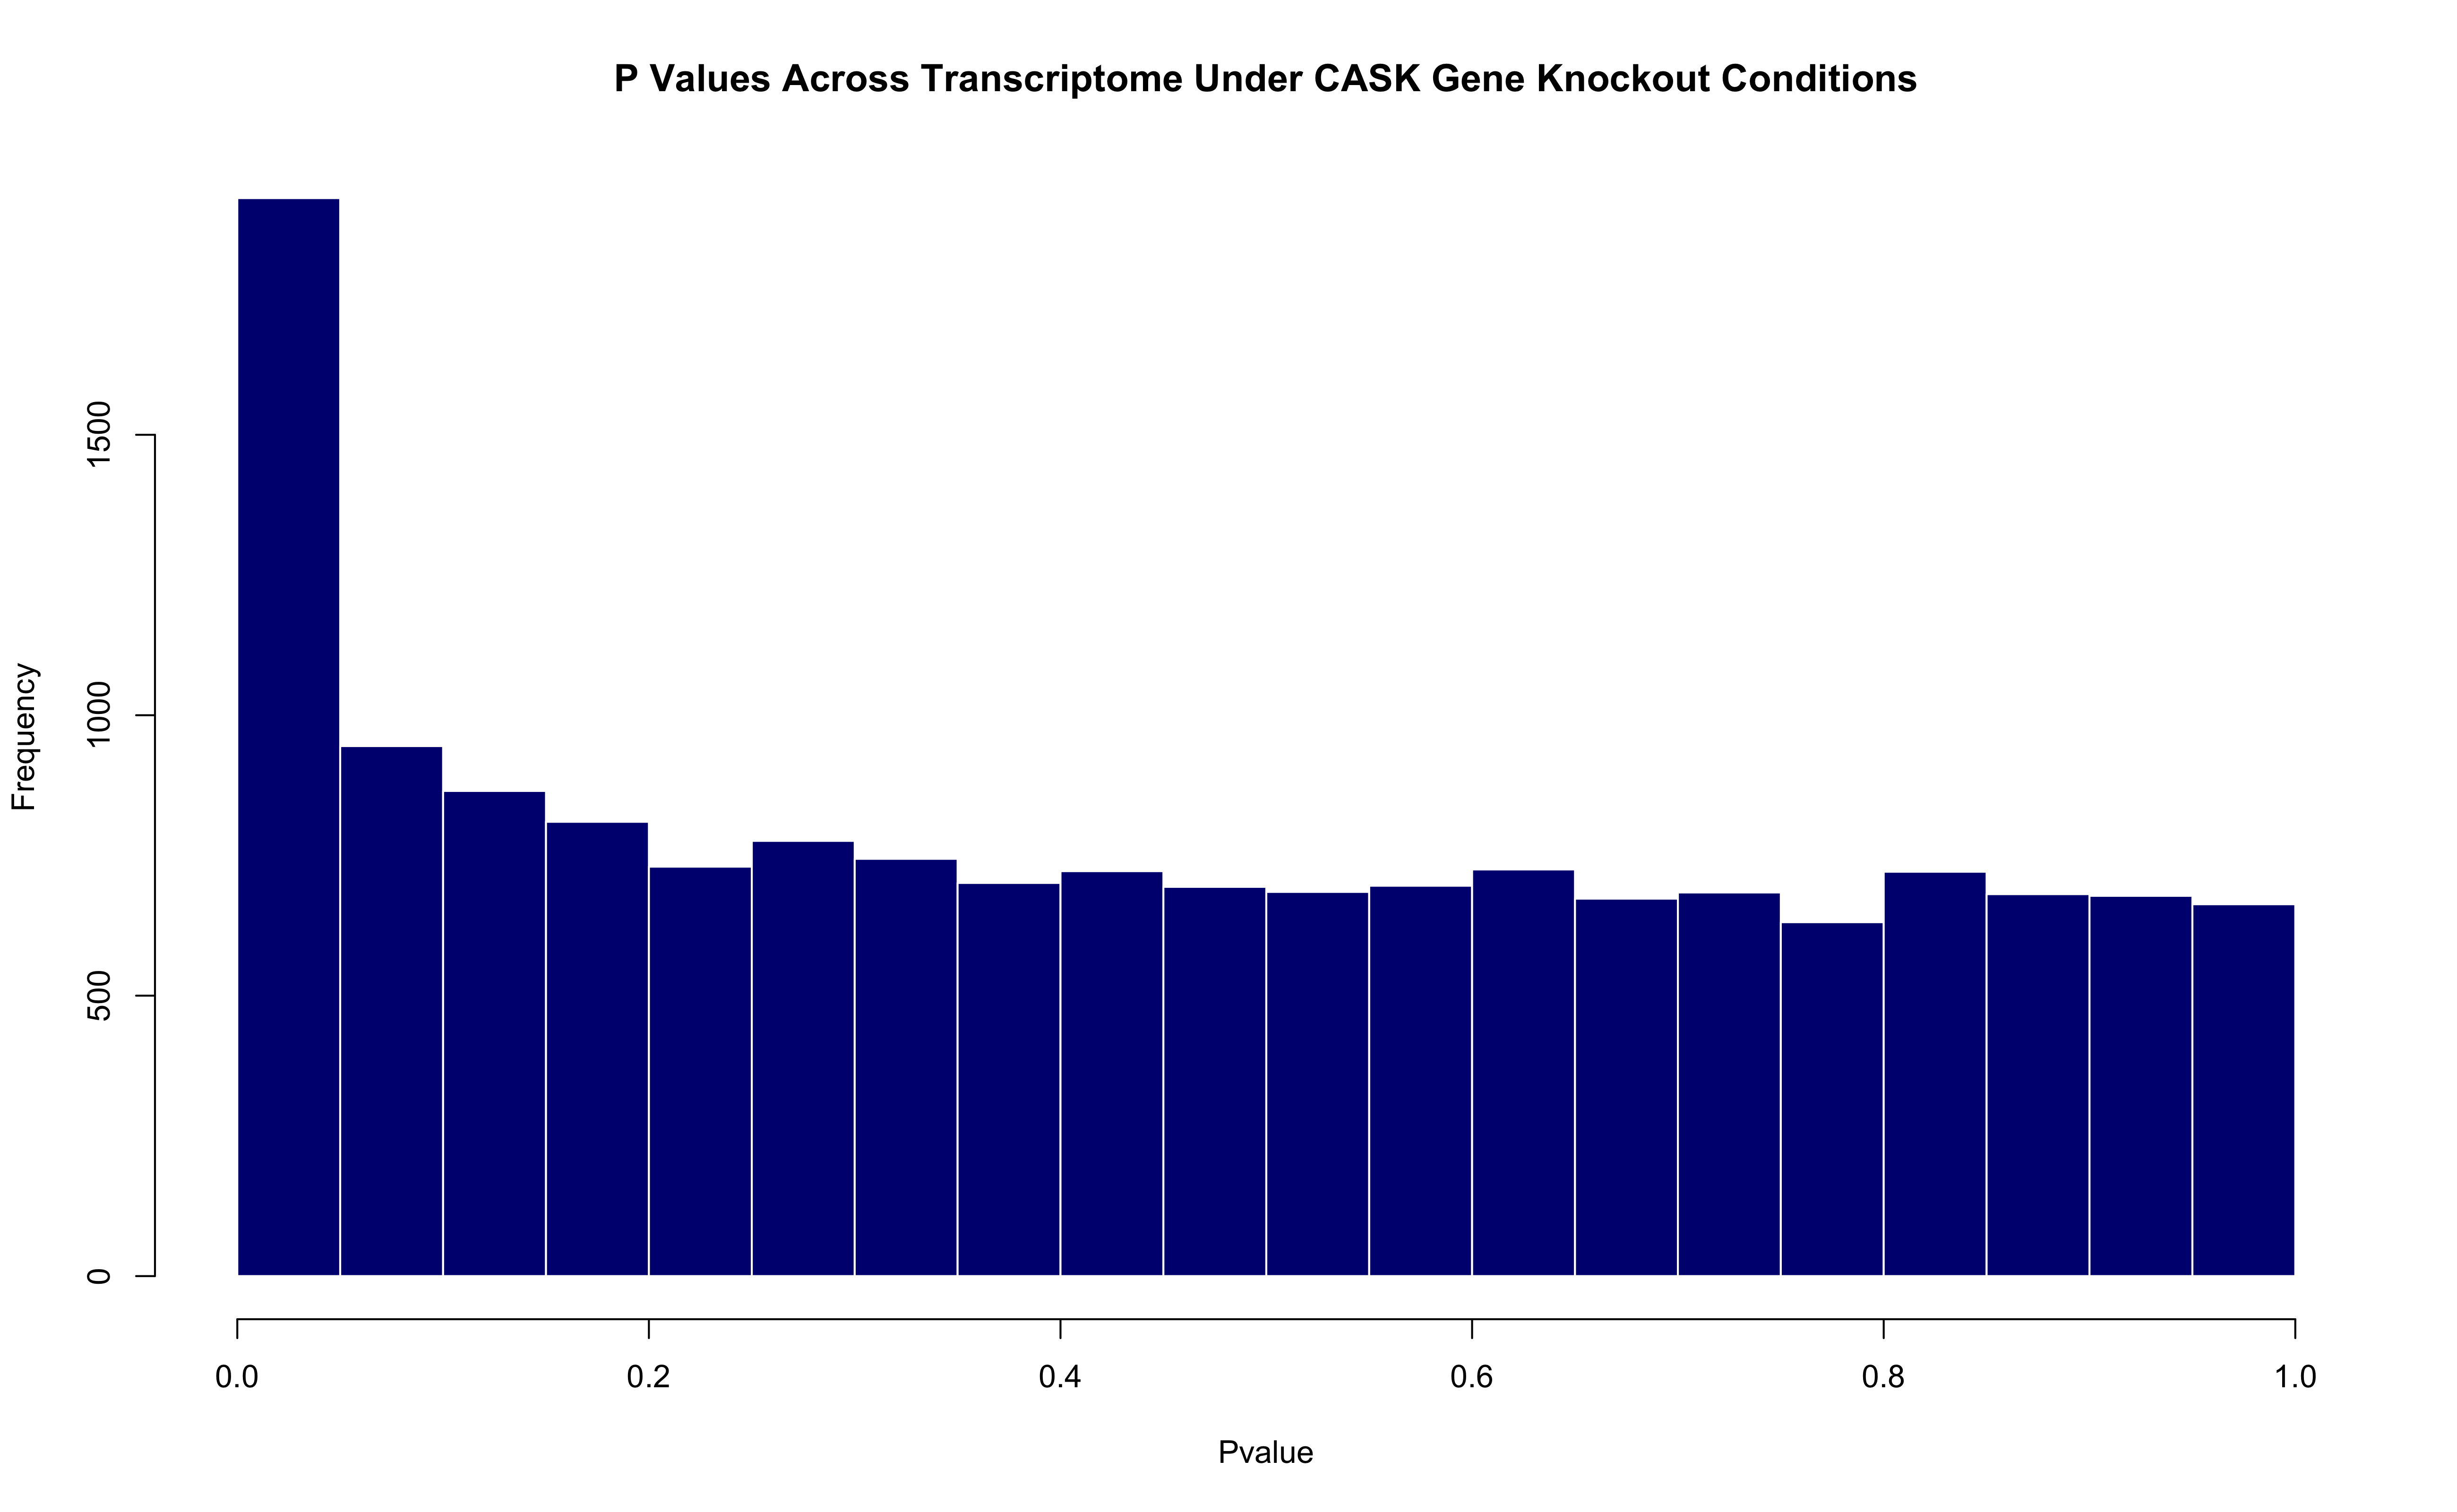 P Values Across Transcriptome Under CASK Gene Knockout Conditions
Frequency
1500
1000
500
0
0.0 0.2 0.4 0.6 0.8 1.0
Pvalue